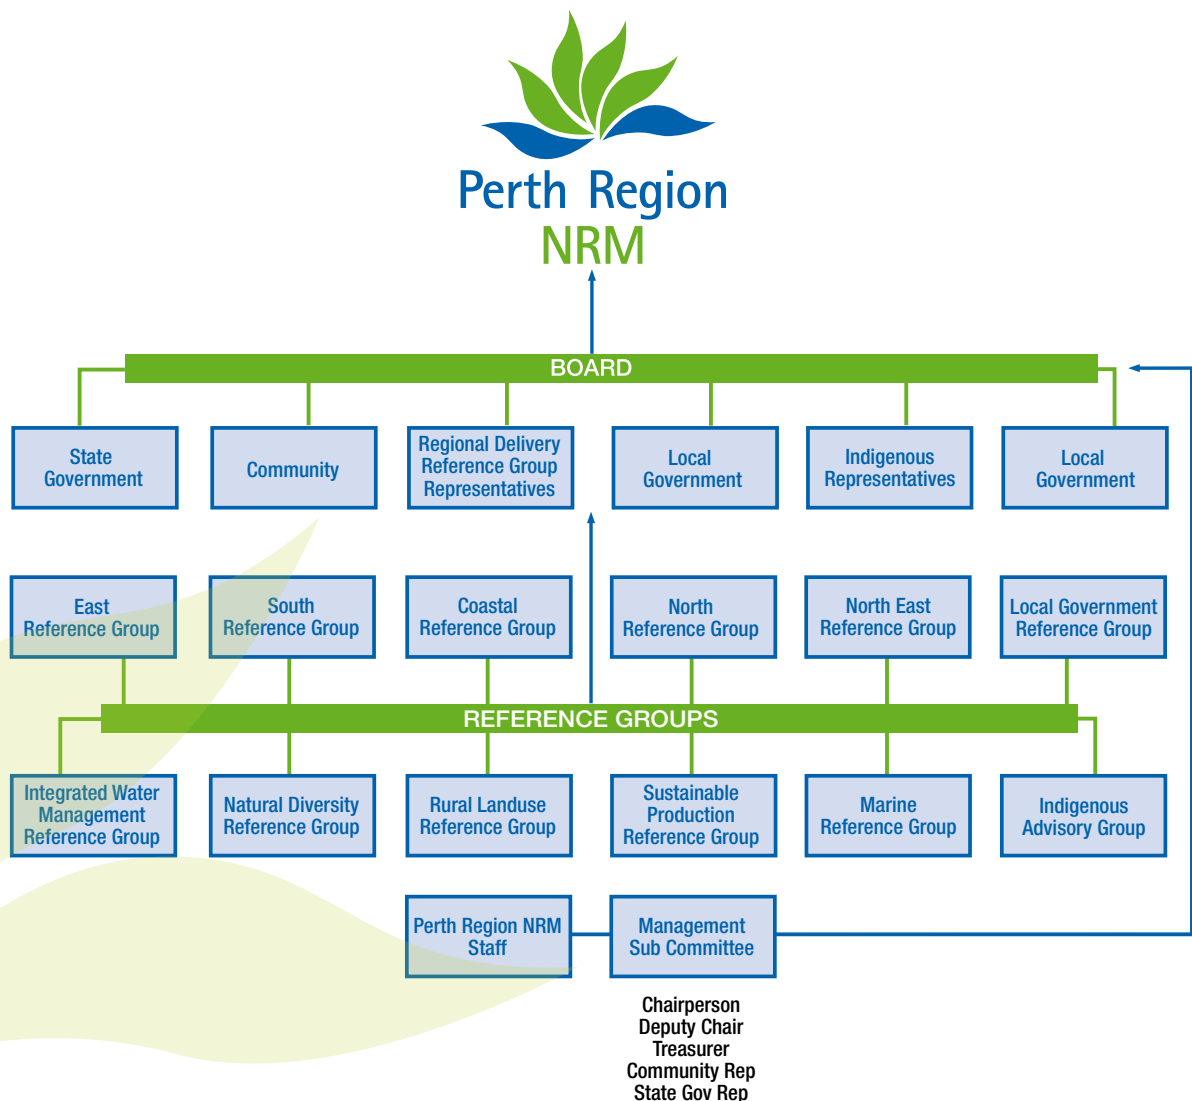 Perth Region
NRM
BOARD
State
Government
Community
Regional Delivery
Reference Group
Representatives
Local
Government
Indigenous
Representatives
Local
Government
East
Reference Group
South
Reference Group
Coastal
Reference Group
North
Reference Group
North East
Reference Group
Local Government
Reference Group
REFERENCE GROUPS
Integrated Water
Management
Reference Group
Natural Diversity
Reference Group
Rural Landuse
Reference Group
Sustainable
Production
Reference Group
Marine
Reference Group
Indigenous
Advisory Group
Perth Region NRM
Staff
Management
Sub Committee
Chairperson
Deputy Chair
Treasurer
Community Rep
State Gov Rep